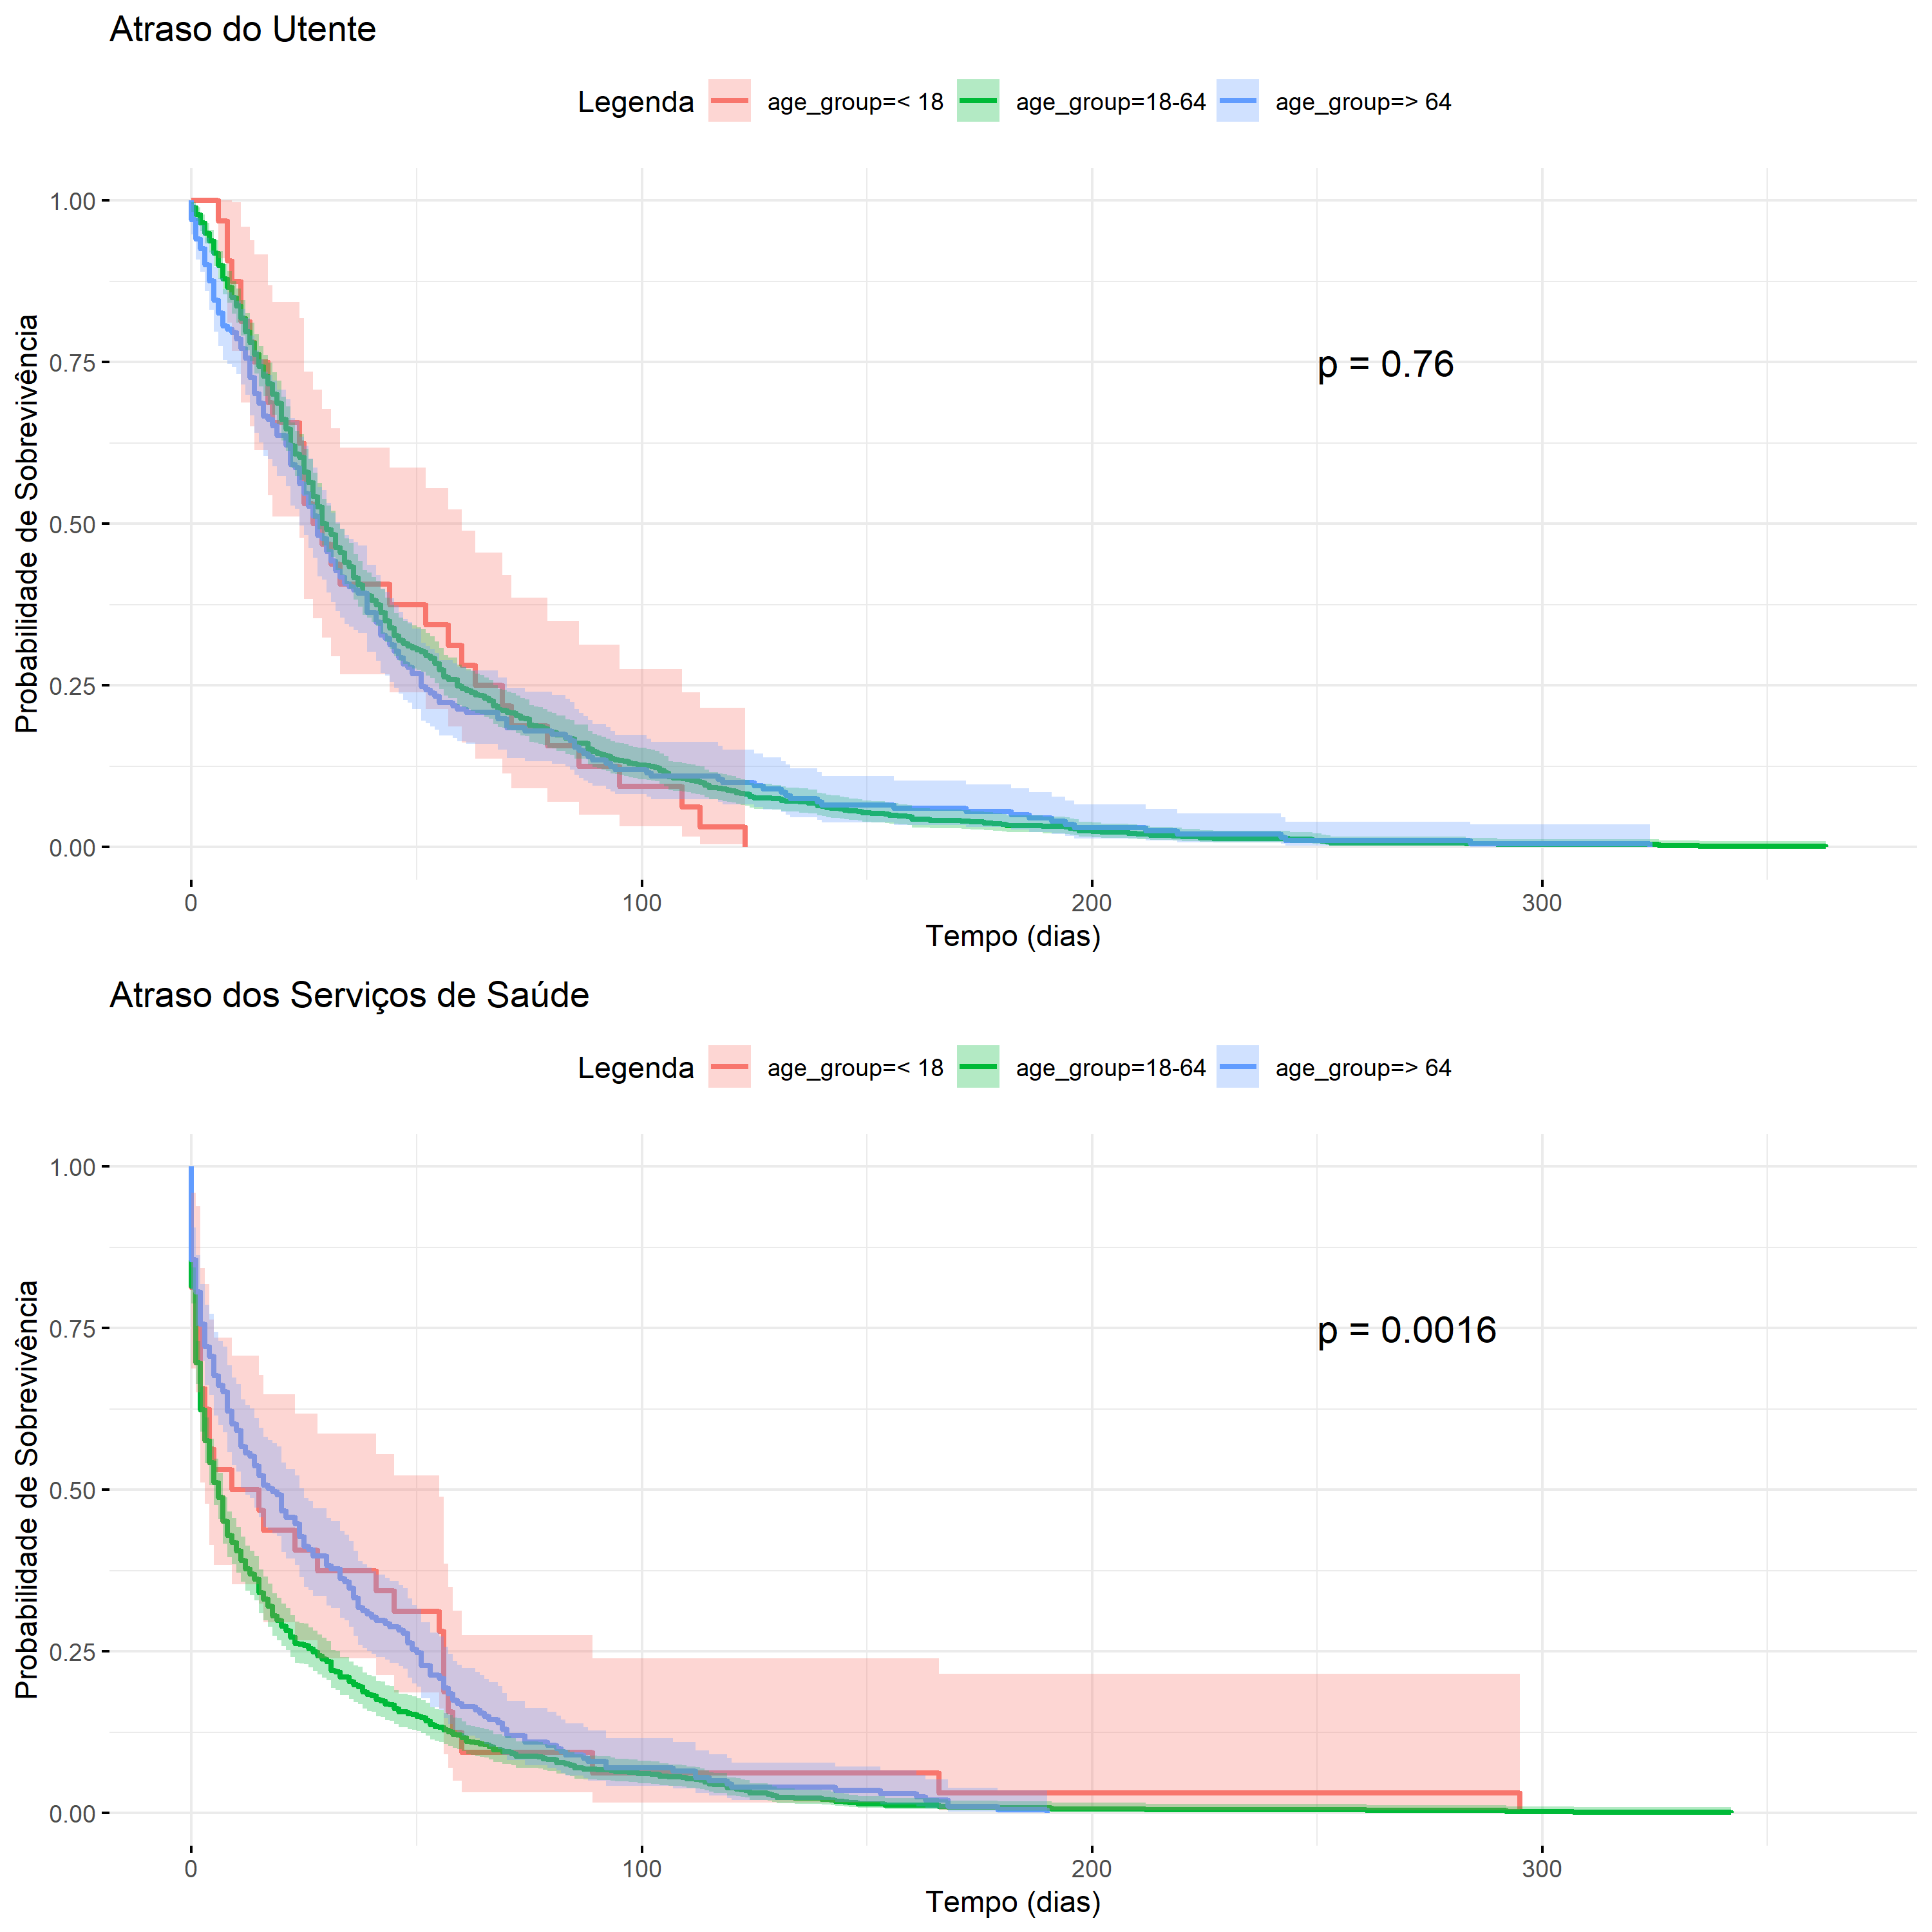 Atraso do Utente
Legenda age_group=< 18 age_group=18-64 age_group=> 64
Probabilidade de Sobrevivência
1.00
0.75
0.50
0.25
0.00
p = 0.76
0 100 200 300
Tempo (dias)
Atraso dos Serviços de Saúde
Legenda age_group=< 18 age_group=18-64 age_group=> 64
Probabilidade de Sobrevivência
1.00
0.75
0.50
0.25
0.00
p = 0.0016
0 100 200 300
Tempo (dias)